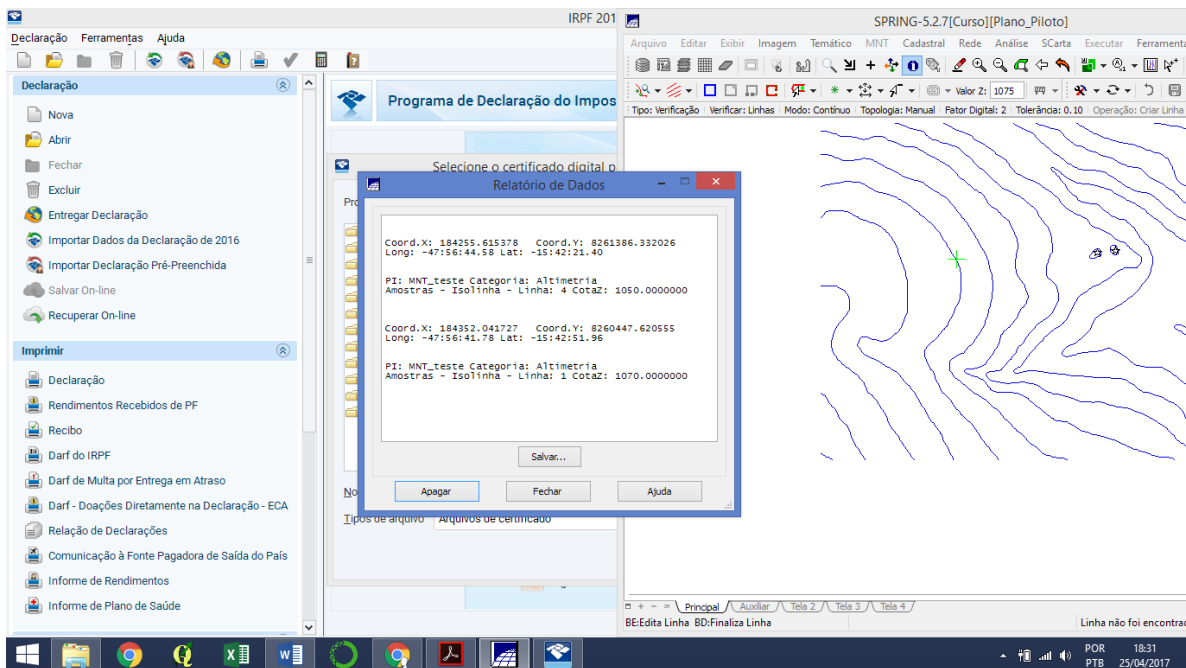 IRPF 201
Declaração Ferramentas Ajuda
Declaração
Nova
Abrir
Fechar
Excluir
Entregar Declaração
Importar Dados da Declaração de 2016
Importar Declaração Pré-Preenchida
Salvar On-line
Recuperar On-line
Imprimir
Declaração
Rendimentos Recebidos de PF
Recibo
Darf do IRPF
Darf de Multa por Entrega em Atraso
Darf - Doações Diretamente na Declaração - ECA
Relação de Declarações
Comunicação à Fonte Pagadora de Saída do País
Informe de Rendimentos
Informe de Plano de Saúde
Programa de Declaração do Impos
Selecione o certificado digital p
Pro
No
Tipos de arquivo Arquivos de certificado
Relatório de Dados
Coord.X: 184255.615378 Coord.Y: 8261386.332026
Long: -47:56:44.58 Lat: -15:42:21.40
PI: MNT_teste Categoria: Altimetria
Amostras - Isolinha - Linha: 4 CotaZ: 1050.0000000
Coord.X: 184352.041727 Coord.Y: 8260447.620555
Long: -47:56:41.78 Lat: -15:42:51.96
PI: MNT_teste Categoria: Altimetria
Amostras - Isolinha - Linha: 1 CotaZ: 1070.0000000
Salvar...
Apagar Fechar Ajuda
SPRING-5.2.7[Curso][Plano_Piloto]
Arquivo Editar Exibir Imagem Temático MNT Cadastral Rede Análise SCarta Executar Ferramenta
Valor Z: 1075
Tipo: Verificação Verificar: Linhas Modo: Contínuo Topologia: Manual Fator Digital: 2 Tolerância: 0.10 Operação: Criar Linha
Principal Auxiliar Tela 2 Tela 3 Tela 4
BE:Edita Linha BD:Finaliza Linha Linha não foi encontrad
POR 18:31
PTB 25/04/2017